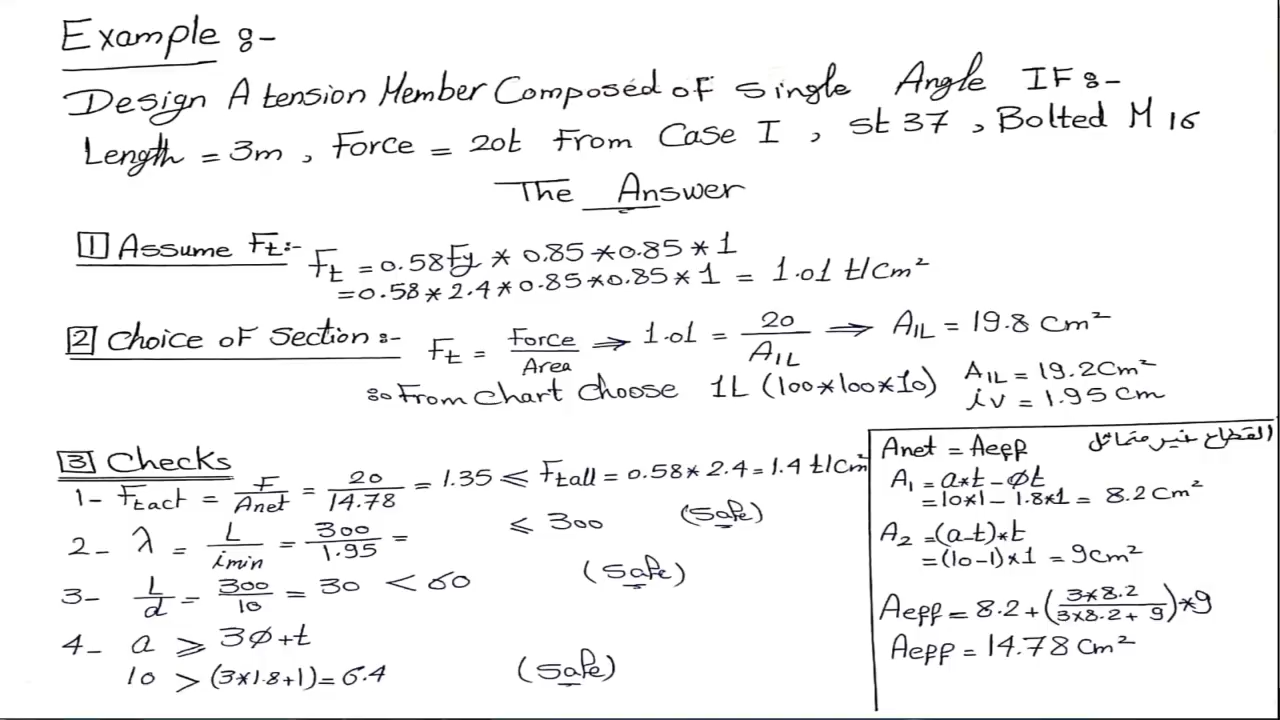 Example :-
Design A tension Member Composed of single Angle IF :-
Length = 3m , Force = 20t From Case I , st 37 , Bolted M 16
The Answer
1 Assume Ft:- Ft = 0.58Fy * 0.85 * 0.85 * 1
= 0.58 * 2.4 * 0.85 * 0.85 * 1 = 1.01 t/cm²
2 Choice of Section :- Ft = Force/Area ⇒ 1.01 = 20/A1L ⇒ A1L = 19.8 cm²
so From chart choose 1L (100*100*10) A1L = 19.2 cm²
iv = 1.95 cm
3 Checks
1- Ftact = F/Anet = 20/14.78 = 1.35 ≤ Ftall = 0.58 * 2.4 = 1.4 t/cm²
(safe)
2- λ = L/imin = 300/1.95 = ≤ 300
(safe)
3- L/d = 300/10 = 30 < 60
4- a ≥ 3Ø+t
10 > (3*1.8+1) = 6.4 (safe)
Anet = Aeff القطاع غير متماثل
A1 = a*t - Øt
= 10*1 - 1.8*1 = 8.2 cm²
A2 = (a-t)*t
= (10-1)*1 = 9cm²
Aeff = 8.2 + (3*8.2/3*8.2+9)*9
Aeff = 14.78 cm²